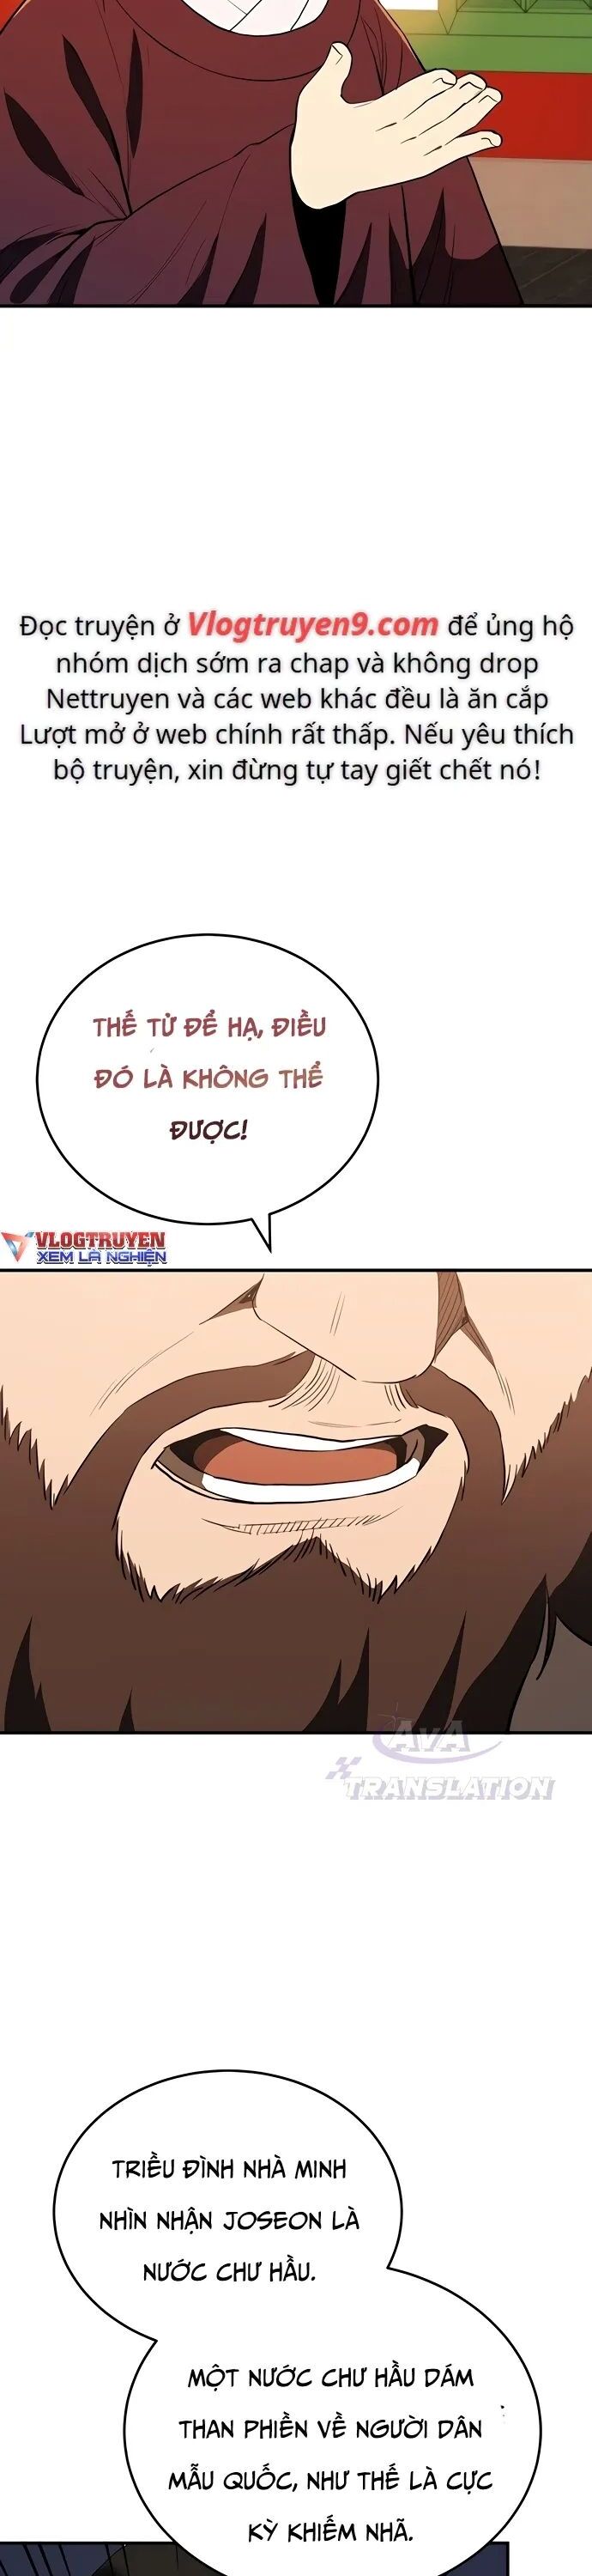 Đọc truyện ở Vlogtruyen9.com để ủng hộ
nhóm dịch sớm ra chap và không drop
Nettruyen và các web khác đều là ăn cắp
Lượt mở ở web chính rất thấp. Nếu yêu thích
bộ truyện, xin đừng tự tay giết chết nó!
THẾ TỬ ĐỂ HẠ, ĐIỀU
ĐÓ LÀ KHÔNG THỂ
ĐƯỢC!
VLOGTRUYEN
XEM LÀ NGHIỆN
AVA
TRANSLATION
TRIỀU ĐÌNH NHÀ MINH
NHÌN NHẬN JOSEON LÀ
NƯỚC CHƯ HẦU.
MỘT NƯỚC CHƯ HẦU DÁM
THAN PHIỀN VỀ NGƯỜI DÂN
MẪU QUỐC, NHƯ THẾ LÀ CỰC
KỲ KHIẾM NHÃ.